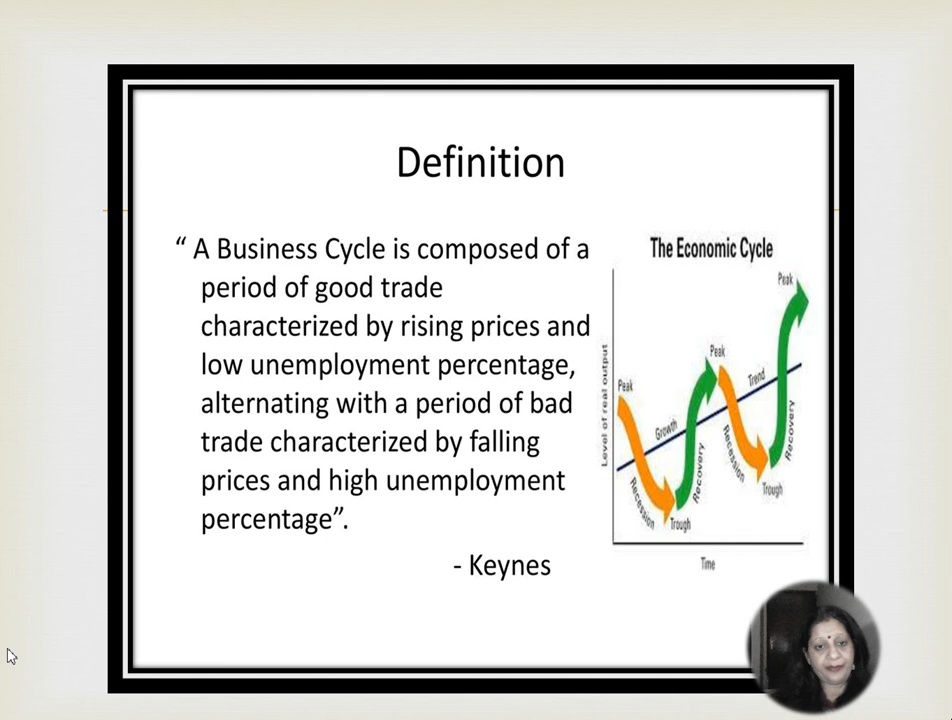 Definition
“ A Business Cycle is composed of a
period of good trade
characterized by rising prices and
low unemployment percentage,
alternating with a period of bad
trade characterized by falling
prices and high unemployment
percentage”.
- Keynes
The Economic Cycle
Peak
Peak
Peak
Level of real output
Growth
Trend
Recession
Recovery
Recession
Recovery
Trough
Trough
Time